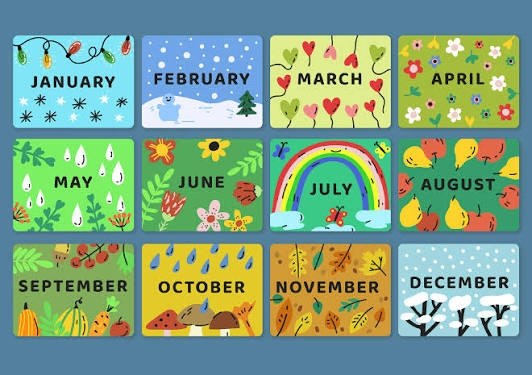 JANUARY
FEBRUARY
MARCH
APRIL
MAY
JUNE
JULY
AUGUST
SEPTEMBER
OCTOBER
NOVEMBER
DECEMBER